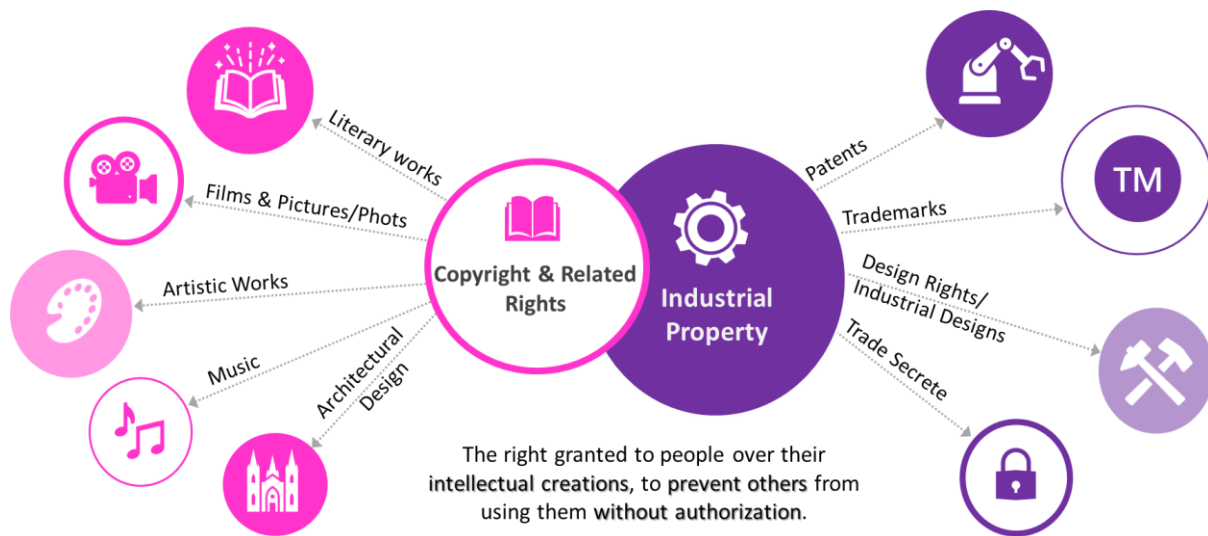 Literary works
Films & Pictures/Phots
Artistic Works
Music
Architectural
Design
Copyright & Related
Rights
Industrial
Property
Patents
TM
Trademarks
Design Rights/
Industrial Designs
Trade Secrete
The right granted to people over their
intellectual creations, to prevent others from
using them without authorization.